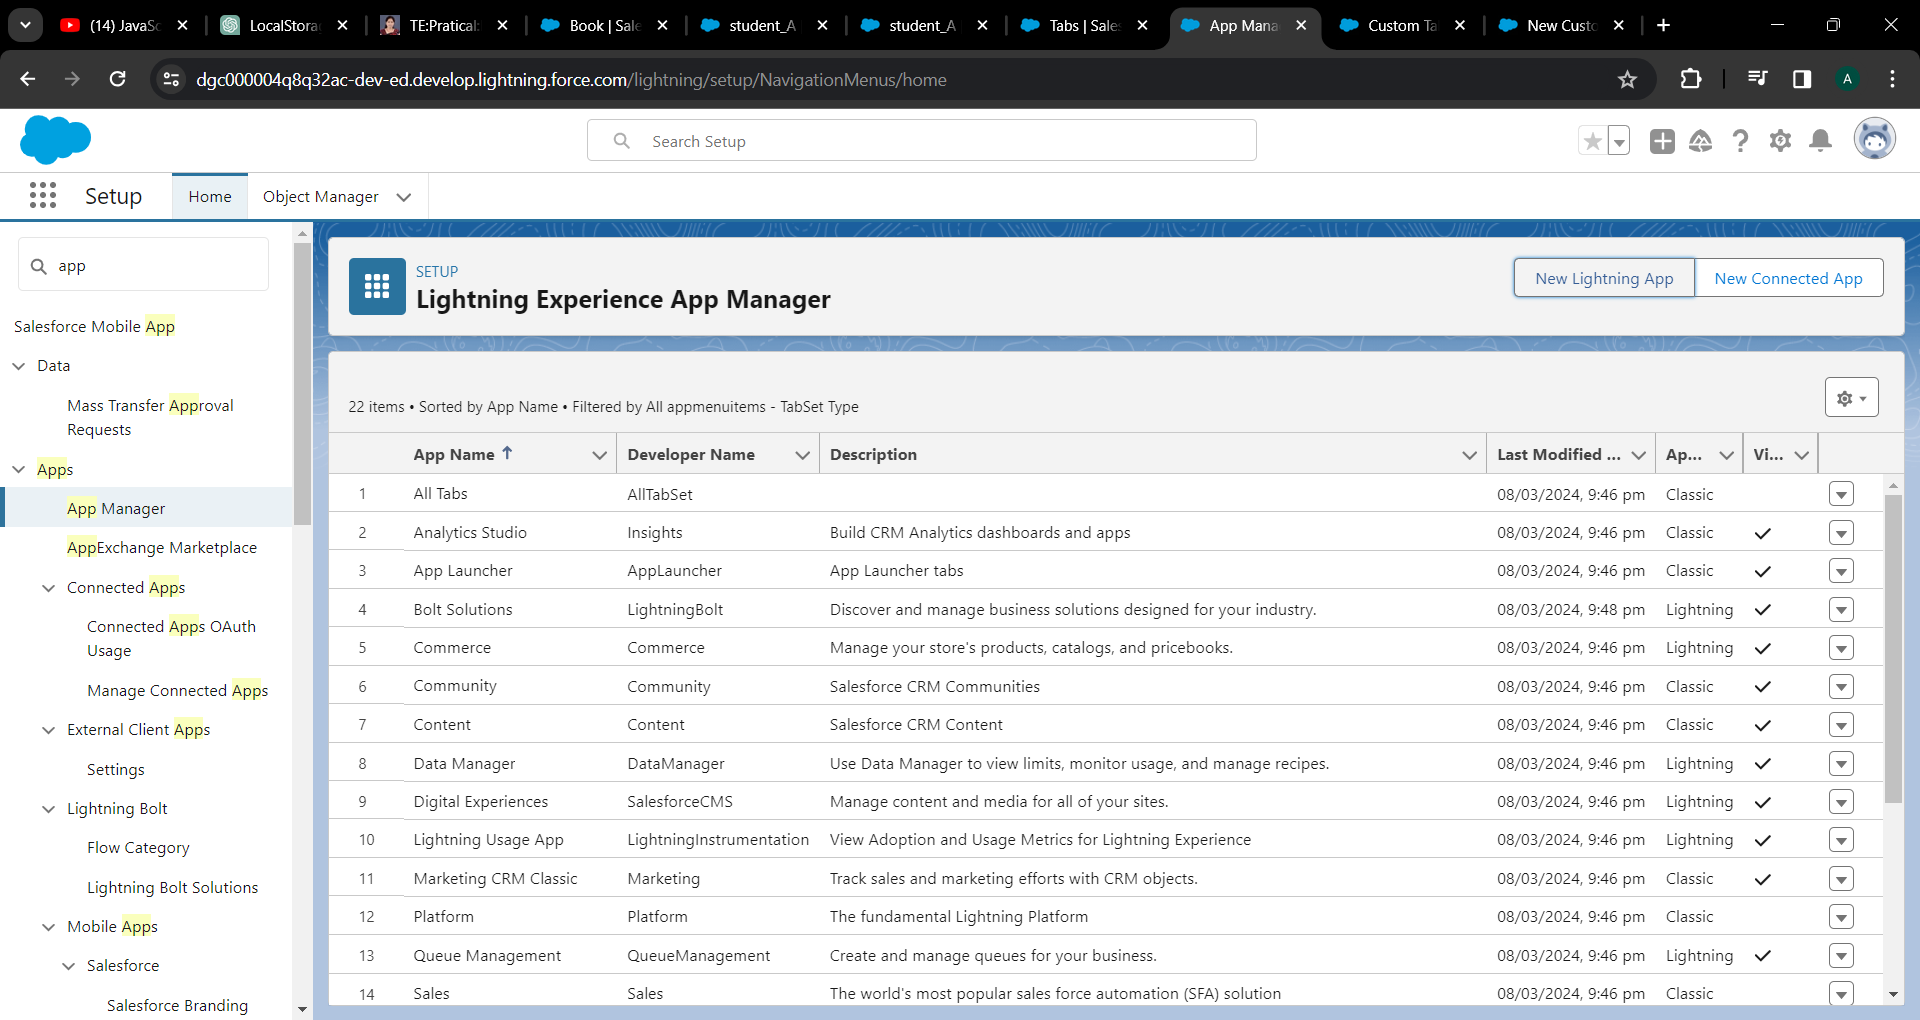 (14) JavaSc
LocalStora
TE:Pratical:
Book | Sale
student_A
student_A
Tabs | Sales
App Mana
Custom Ta
New Custo
dgc000004q8q32ac-dev-ed.develop.lightning.force.com/lightning/setup/NavigationMenus/home
A
Search Setup
Setup
Home
Object Manager
app
Salesforce Mobile App
Data
Mass Transfer Approval
Requests
Apps
App Manager
AppExchange Marketplace
Connected Apps
Connected Apps OAuth
Usage
Manage Connected Apps
External Client Apps
Settings
Lightning Bolt
Flow Category
Lightning Bolt Solutions
Mobile Apps
Salesforce
Salesforce Branding
SETUP
Lightning Experience App Manager
New Lightning App
New Connected App
22 items • Sorted by App Name • Filtered by All appmenuitems - TabSet Type
App Name Developer Name Description Last Modified ... Ap... Vi...
1 All Tabs AllTabSet 08/03/2024, 9:46 pm Classic
2 Analytics Studio Insights Build CRM Analytics dashboards and apps 08/03/2024, 9:46 pm Classic
3 App Launcher AppLauncher App Launcher tabs 08/03/2024, 9:46 pm Classic
4 Bolt Solutions LightningBolt Discover and manage business solutions designed for your industry. 08/03/2024, 9:48 pm Lightning
5 Commerce Commerce Manage your store's products, catalogs, and pricebooks. 08/03/2024, 9:46 pm Lightning
6 Community Community Salesforce CRM Communities 08/03/2024, 9:46 pm Classic
7 Content Content Salesforce CRM Content 08/03/2024, 9:46 pm Classic
8 Data Manager DataManager Use Data Manager to view limits, monitor usage, and manage recipes. 08/03/2024, 9:46 pm Lightning
9 Digital Experiences SalesforceCMS Manage content and media for all of your sites. 08/03/2024, 9:46 pm Lightning
10 Lightning Usage App LightningInstrumentation View Adoption and Usage Metrics for Lightning Experience 08/03/2024, 9:46 pm Lightning
11 Marketing CRM Classic Marketing Track sales and marketing efforts with CRM objects. 08/03/2024, 9:46 pm Classic
12 Platform Platform The fundamental Lightning Platform 08/03/2024, 9:46 pm Classic
13 Queue Management QueueManagement Create and manage queues for your business. 08/03/2024, 9:46 pm Lightning
14 Sales Sales The world's most popular sales force automation (SFA) solution 08/03/2024, 9:46 pm Classic